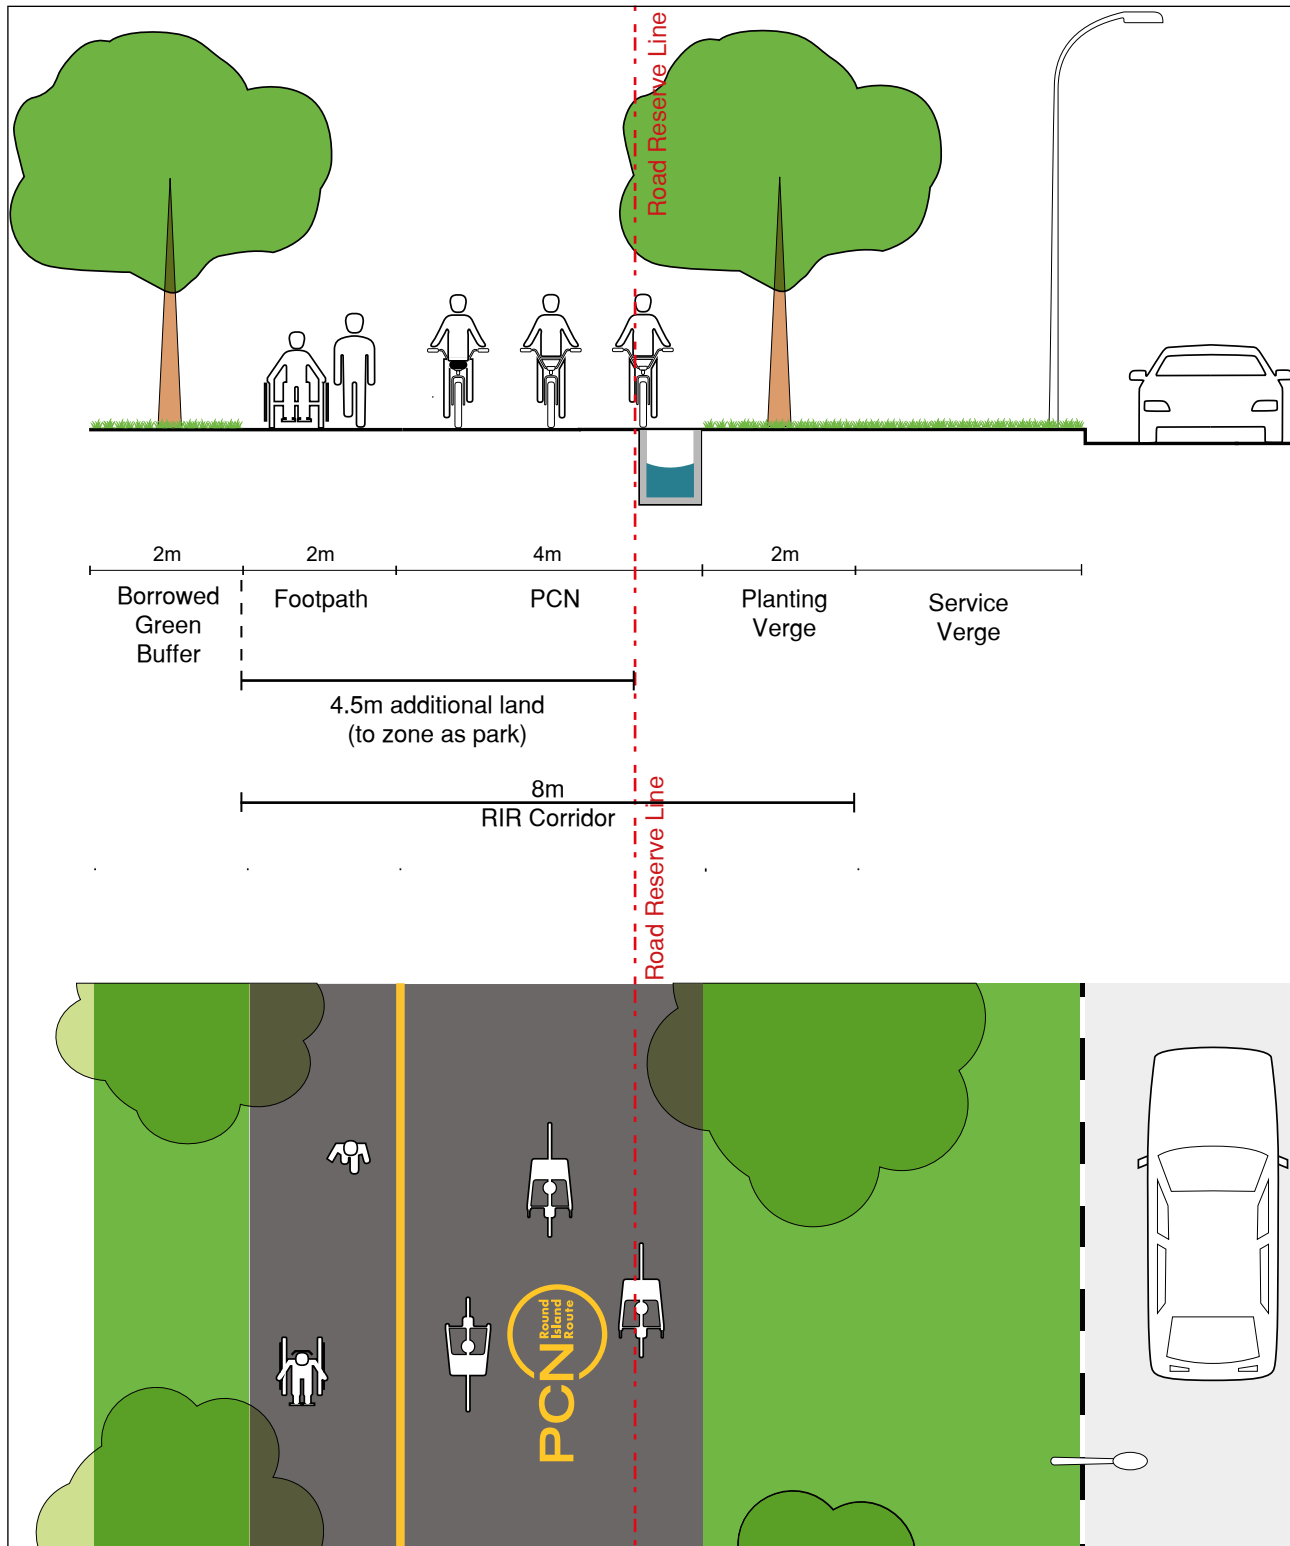 Road Reserve Line
2m
2m
4m
2m
Borrowed
Green
Buffer
Footpath
PCN
Planting
Verge
Service
Verge
4.5m additional land
(to zone as park)
8m
RIR Corridor
Road Reserve Line
PCN
Round
Island
Route